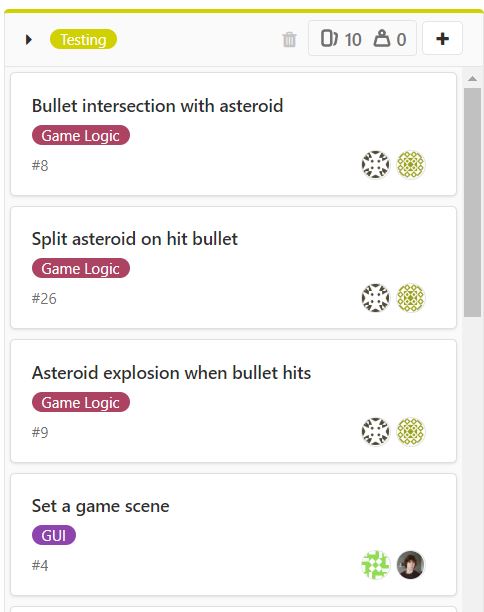 Testing 10 0
Bullet intersection with asteroid
Game Logic
#8
Split asteroid on hit bullet
Game Logic
#26
Asteroid explosion when bullet hits
Game Logic
#9
Set a game scene
GUI
#4